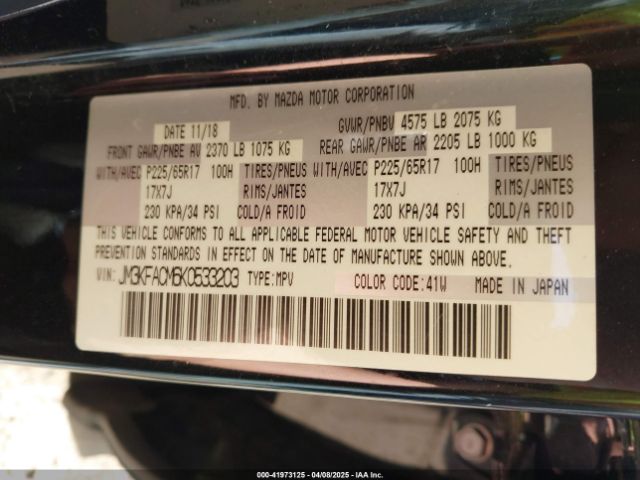 MFD. BY MAZDA MOTOR CORPORATION
DATE 11/18 GVWR/PNBV 4575 LB 2075 KG
FRONT GAWR/PNBE AV 2370 LB 1075 KG REAR GAWR/PNBE AR 2205 LB 1000 KG
WITH/AVEC P225/65R17 100H TIRES/PNEUS WITH/AVEC P225/65R17 100H TIRES/PNEUS
17X7J RIMS/JANTES 17X7J RIMS/JANTES
230 KPA/34 PSI COLD/A FROID 230 KPA/34 PSI COLD/A FROID
THIS VEHICLE CONFORMS TO ALL APPLICABLE FEDERAL MOTOR VEHICLE SAFETY AND THEFT
PREVENTION STANDARDS IN EFFECT ON THE DATE OF MANUFACTURE SHOWN ABOVE.
VIN: JM3KFACM6K0533203 TYPE: MPV COLOR CODE: 41W MADE IN JAPAN
000-41973125 - 04/08/2025 - IAA Inc.